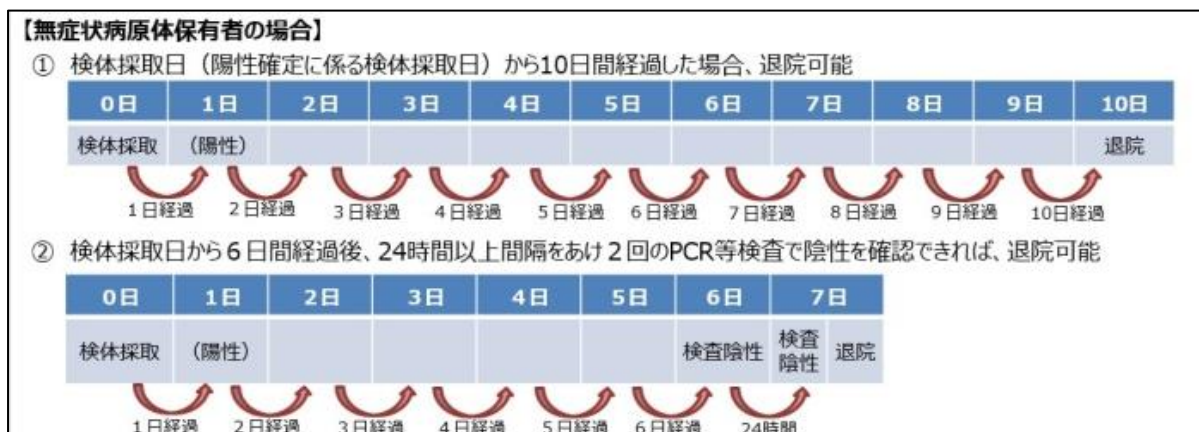 【無症状病原体保有者の場合】
① 検体採取日（陽性確定に係る検体採取日）から10日間経過した場合、退院可能
0日 1日 2日 3日 4日 5日 6日 7日 8日 9日 10日
検体採取 （陽性） 退院
1日経過 2日経過 3日経過 4日経過 5日経過 6日経過 7日経過 8日経過 9日経過 10日経過
② 検体採取日から６日間経過後、24時間以上間隔をあけ２回のPCR等検査で陰性を確認できれば、退院可能
0日 1日 2日 3日 4日 5日 6日 7日
検体採取 （陽性） 検査陰性 検査陰性 退院
1日経過 2日経過 3日経過 4日経過 5日経過 6日経過 24時間